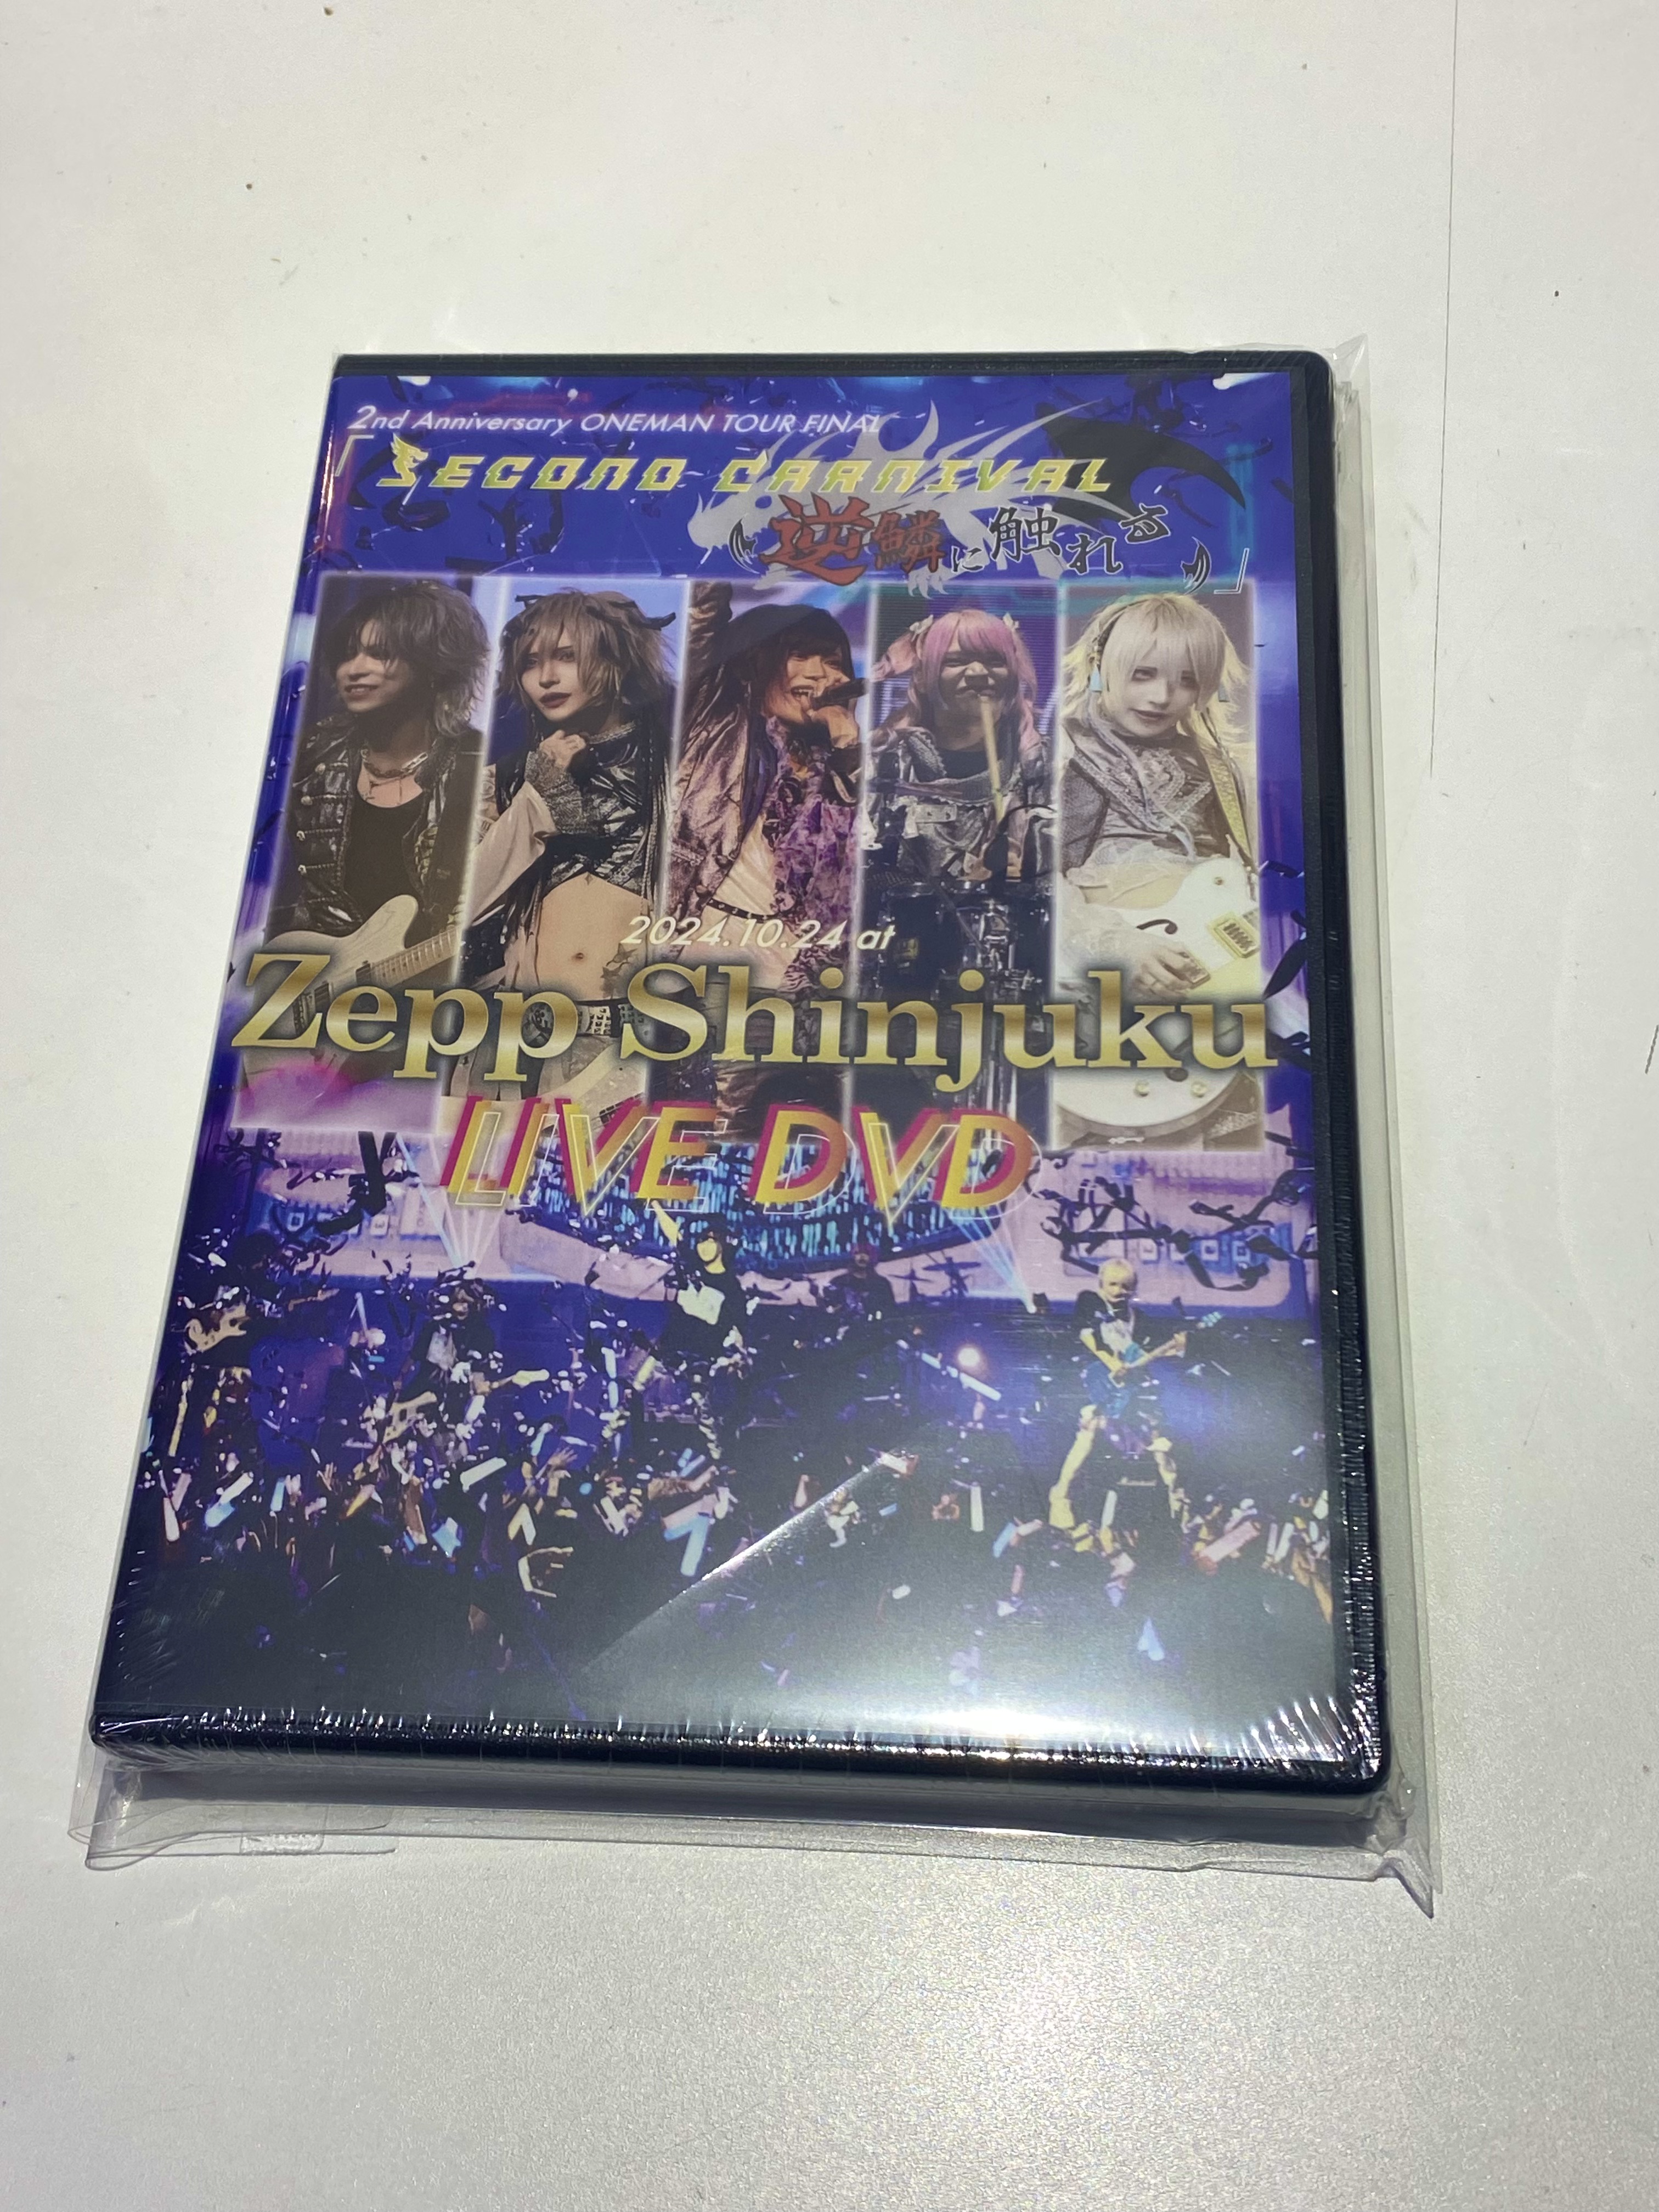 2nd Anniversary ONEMAN TOUR FINAL
「SECOND CARNIVAL
(逆鱗に触れる)」
2024.10.24 at
Zepp Shinjuku
LIVE DVD